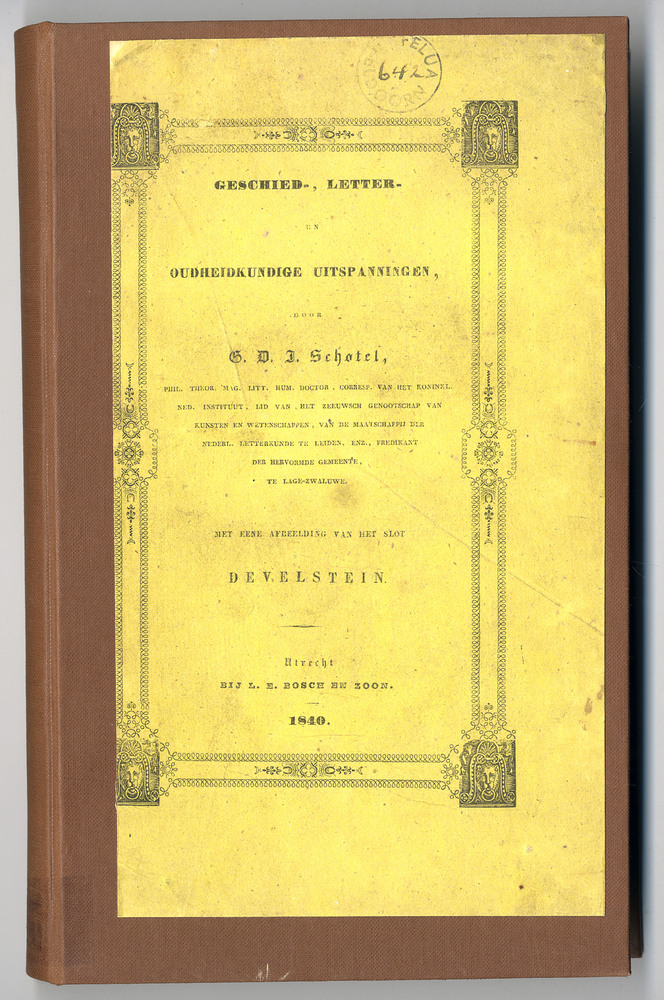 642
GESCHIED-, LETTER-
EN
OUDHEIDKUNDIGE UITSPANNINGEN,
DOOR
G. D. J. Schotel,
PHIL. THEOR. MAG. LITT. HUM. DOCTOR, CORRESP. VAN HET KONINKL.
NED. INSTITUUT, LID VAN HET ZEEUWSCH GENOOTSCHAP VAN
KUNSTEN EN WETENSCHAPPEN, VAN DE MAATSCHAPPIJ DER
NEDERL. LETTERKUNDE TE LEIDEN, ENZ., PREDIKANT
DER HERVORMDE GEMEENTE,
TE LAGE-ZWALUWE.
MET EENE AFBEELDING VAN HET SLOT
DEVELSTEIN.
Utrecht
BIJ L. E. BOSCH EN ZOON.
1840.